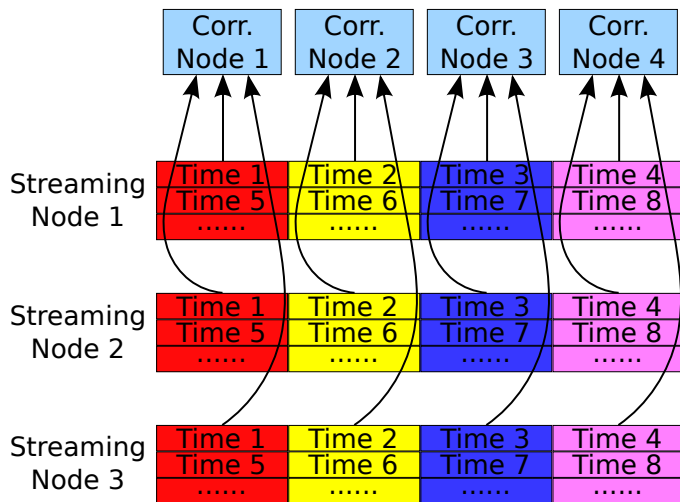 Corr. Corr. Corr. Corr.
Node 1 Node 2 Node 3 Node 4
Streaming Node 1
Time 1 Time 2 Time 3 Time 4
Time 5 Time 6 Time 7 Time 8
...... ...... ...... ......
Streaming Node 2
Time 1 Time 2 Time 3 Time 4
Time 5 Time 6 Time 7 Time 8
...... ...... ...... ......
Streaming Node 3
Time 1 Time 2 Time 3 Time 4
Time 5 Time 6 Time 7 Time 8
...... ...... ...... ......